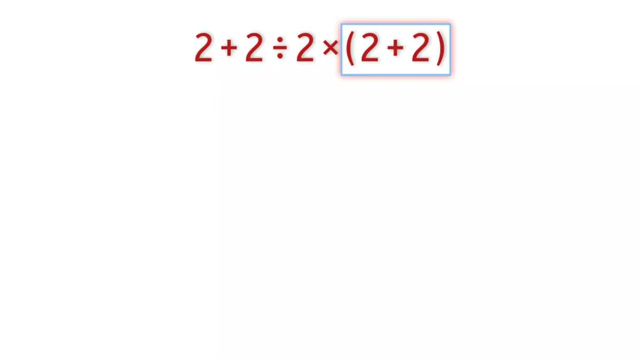 2 + 2 ÷ 2 × (2 + 2)